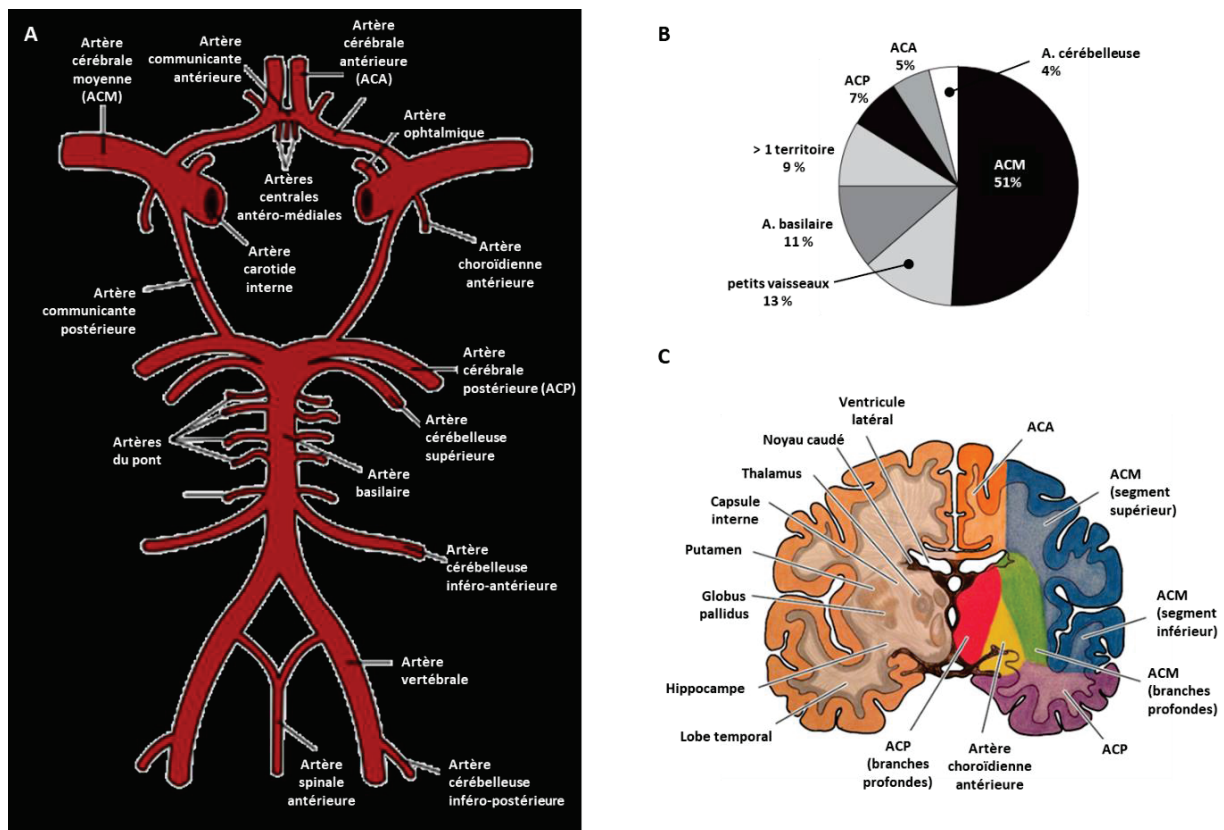 A
Artère
cérébrale
moyenne
(ACM)
Artère
communicante
antérieure
Artère
cérébrale
antérieure
(ACA)
Artère
ophtalmique
Artères
centrales
antéro-médiales
Artère
carotide
interne
Artère
choroïdienne
antérieure
Artère
communicante
postérieure
Artère
cérébrale
postérieure (ACP)
Artères
du pont
Artère
cérébelleuse
supérieure
Artère
basilaire
Artère
cérébelleuse
inféro-antérieure
Artère
vertébrale
Artère
spinale
antérieure
Artère
cérébelleuse
inféro-postérieure
B
ACA
5%
A. cérébelleuse
4%
ACP
7%
> 1 territoire
9 %
ACM
51%
A. basilaire
11 %
petits vaisseaux
13 %
C
Ventricule
latéral
Noyau caudé
Thalamus
Capsule
interne
Putamen
Globus
pallidus
Hippocampe
Lobe temporal
ACA
ACM
(segment
supérieur)
ACM
(segment
inférieur)
ACM
(branches
profondes)
ACP
(branches
profondes)
Artère
choroïdienne
antérieure
ACP